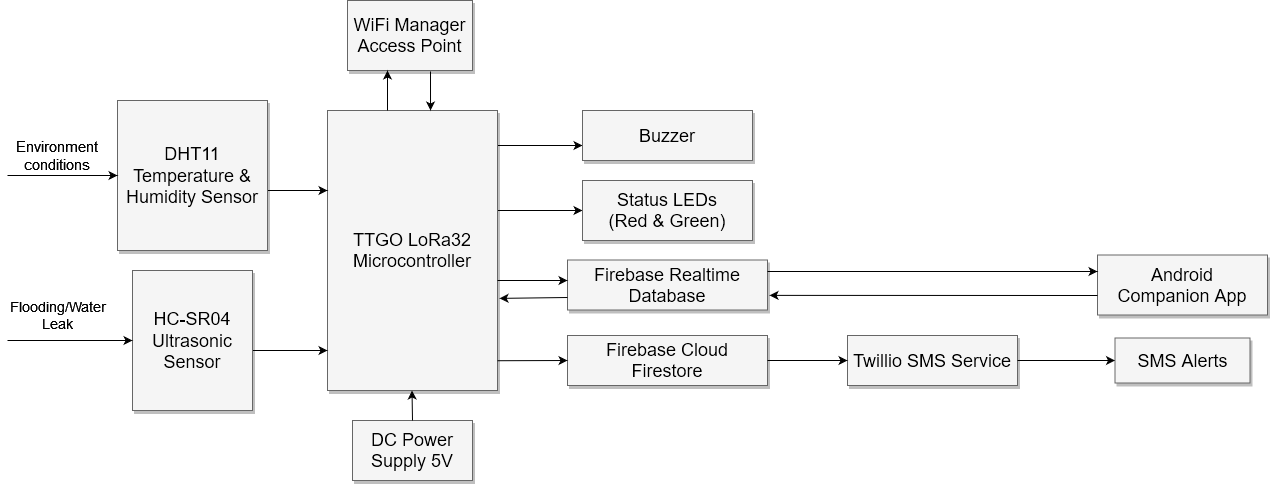 WiFi Manager
Access Point
Environment
conditions
DHT11
Temperature &
Humidity Sensor
Buzzer
Status LEDs
(Red & Green)
TTGO LoRa32
Microcontroller
Firebase Realtime
Database
Android
Companion App
Flooding/Water
Leak
HC-SR04
Ultrasonic
Sensor
Firebase Cloud
Firestore
Twillio SMS Service
SMS Alerts
DC Power
Supply 5V